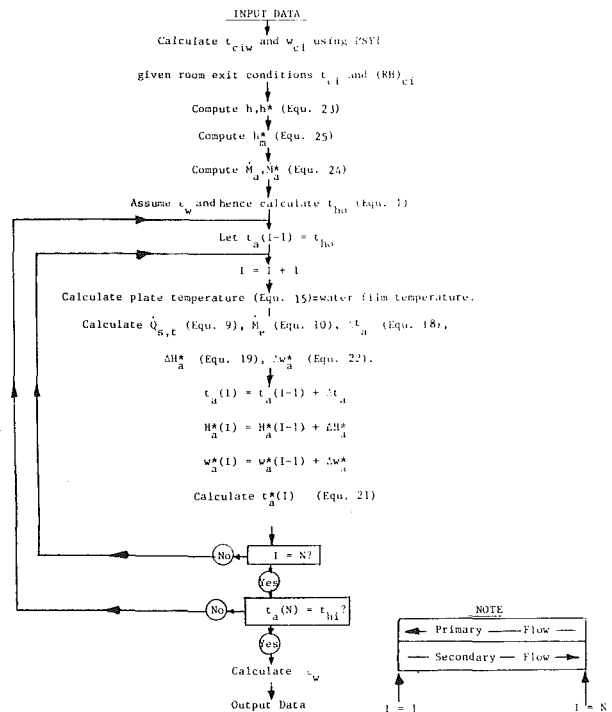 INPUT DATA
Calculate t_ciw and w_ci using PSYI
given room exit conditions t_ci and (RH)_ci
Compute h,h* (Equ. 23)
Compute h*_m (Equ. 25)
Compute Ṁ_a,Ṁ*_a (Equ. 24)
Assume ε_w and hence calculate t_ho (Equ. 1)
Let t_a(I-1) = t_ho
I = I + 1
Calculate plate temperature (Equ. 15)=water film temperature.
Calculate Q̇_s,t (Equ. 9), Ṁ_e (Equ. 10), Δt_a (Equ. 18),
ΔH*_a (Equ. 19), Δw*_a (Equ. 22).
t_a(I) = t_a(I-1) + Δt_a
H*_a(I) = H*_a(I-1) + ΔH*_a
w*_a(I) = w*_a(I-1) + Δw*_a
Calculate t*_a(I) (Equ. 21)
No
I = N?
Yes
No
t_a(N) = t_hi?
Yes
Calculate ε_w
Output Data
NOTE
Primary Flow
Secondary Flow
I = 1
I = N